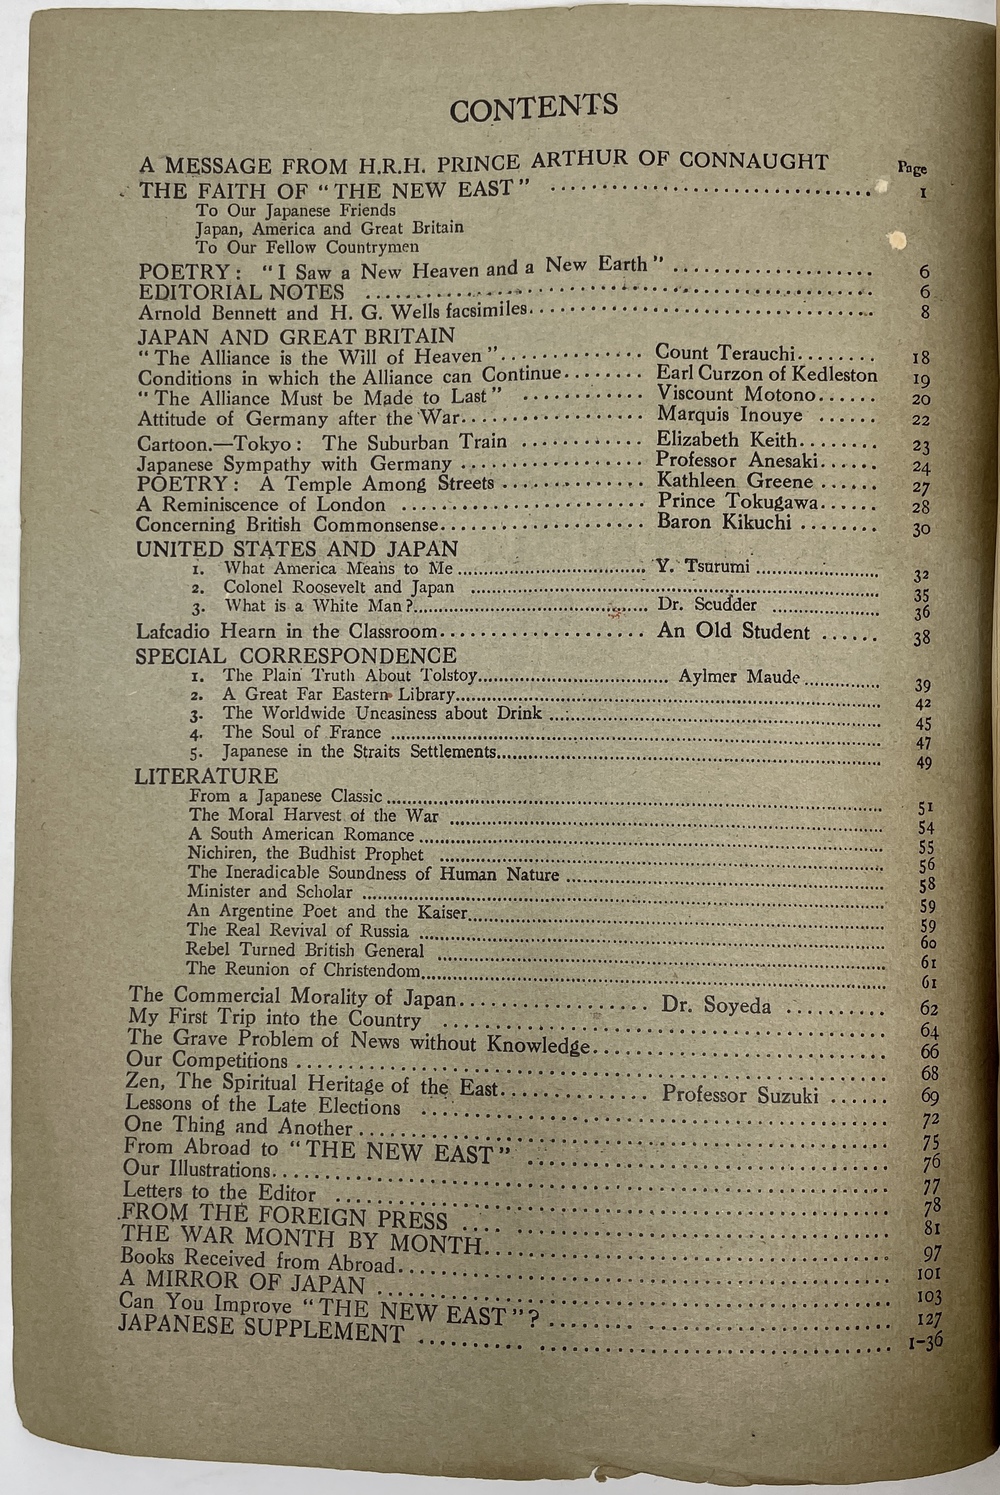 CONTENTS
Page
A MESSAGE FROM H.R.H. PRINCE ARTHUR OF CONNAUGHT
THE FAITH OF "THE NEW EAST" .......... 1
To Our Japanese Friends
Japan, America and Great Britain
To Our Fellow Countrymen
POETRY: "I Saw a New Heaven and a New Earth" .......... 6
EDITORIAL NOTES .......... 6
Arnold Bennett and H. G. Wells facsimiles .......... 8
JAPAN AND GREAT BRITAIN
"The Alliance is the Will of Heaven" .......... Count Terauchi .......... 18
Conditions in which the Alliance can Continue .......... Earl Curzon of Kedleston 19
"The Alliance Must be Made to Last" .......... Viscount Motono .......... 20
Attitude of Germany after the War .......... Marquis Inouye .......... 22
Cartoon.—Tokyo: The Suburban Train .......... Elizabeth Keith .......... 23
Japanese Sympathy with Germany .......... Professor Anesaki .......... 24
POETRY: A Temple Among Streets .......... Kathleen Greene .......... 27
A Reminiscence of London .......... Prince Tokugawa .......... 28
Concerning British Commonsense .......... Baron Kikuchi .......... 30
UNITED STATES AND JAPAN
1. What America Means to Me .......... Y. Tsurumi .......... 32
2. Colonel Roosevelt and Japan .......... 35
3. What is a White Man? .......... Dr. Scudder .......... 36
Lafcadio Hearn in the Classroom .......... An Old Student .......... 38
SPECIAL CORRESPONDENCE
1. The Plain Truth About Tolstoy .......... Aylmer Maude .......... 39
2. A Great Far Eastern Library .......... 42
3. The Worldwide Uneasiness about Drink .......... 45
4. The Soul of France .......... 47
5. Japanese in the Straits Settlements .......... 49
LITERATURE
From a Japanese Classic .......... 51
The Moral Harvest of the War .......... 54
A South American Romance .......... 55
Nichiren, the Budhist Prophet .......... 56
The Ineradicable Soundness of Human Nature .......... 58
Minister and Scholar .......... 59
An Argentine Poet and the Kaiser .......... 59
The Real Revival of Russia .......... 60
Rebel Turned British General .......... 61
The Reunion of Christendom .......... 61
The Commercial Morality of Japan .......... Dr. Soyeda .......... 62
My First Trip into the Country .......... 64
The Grave Problem of News without Knowledge .......... 66
Our Competitions .......... 68
Zen, The Spiritual Heritage of the East .......... Professor Suzuki .......... 69
Lessons of the Late Elections .......... 72
One Thing and Another .......... 75
From Abroad to "THE NEW EAST" .......... 76
Our Illustrations .......... 77
Letters to the Editor .......... 78
FROM THE FOREIGN PRESS .......... 81
THE WAR MONTH BY MONTH .......... 97
Books Received from Abroad .......... 101
A MIRROR OF JAPAN .......... 103
Can You Improve "THE NEW EAST"? .......... 127
JAPANESE SUPPLEMENT .......... 1-36